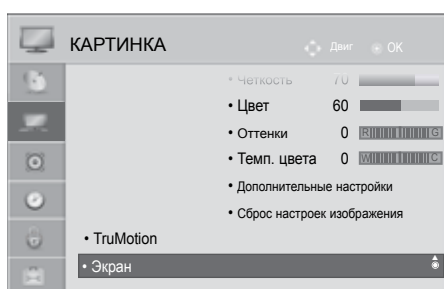 КАРТИНКА
Двиг OK
• Четкость 70
• Цвет 60
• Оттенки 0 R G
• Темп. цвета 0 W C
• Дополнительные настройки
• Сброс настроек изображения
• TruMotion
• Экран